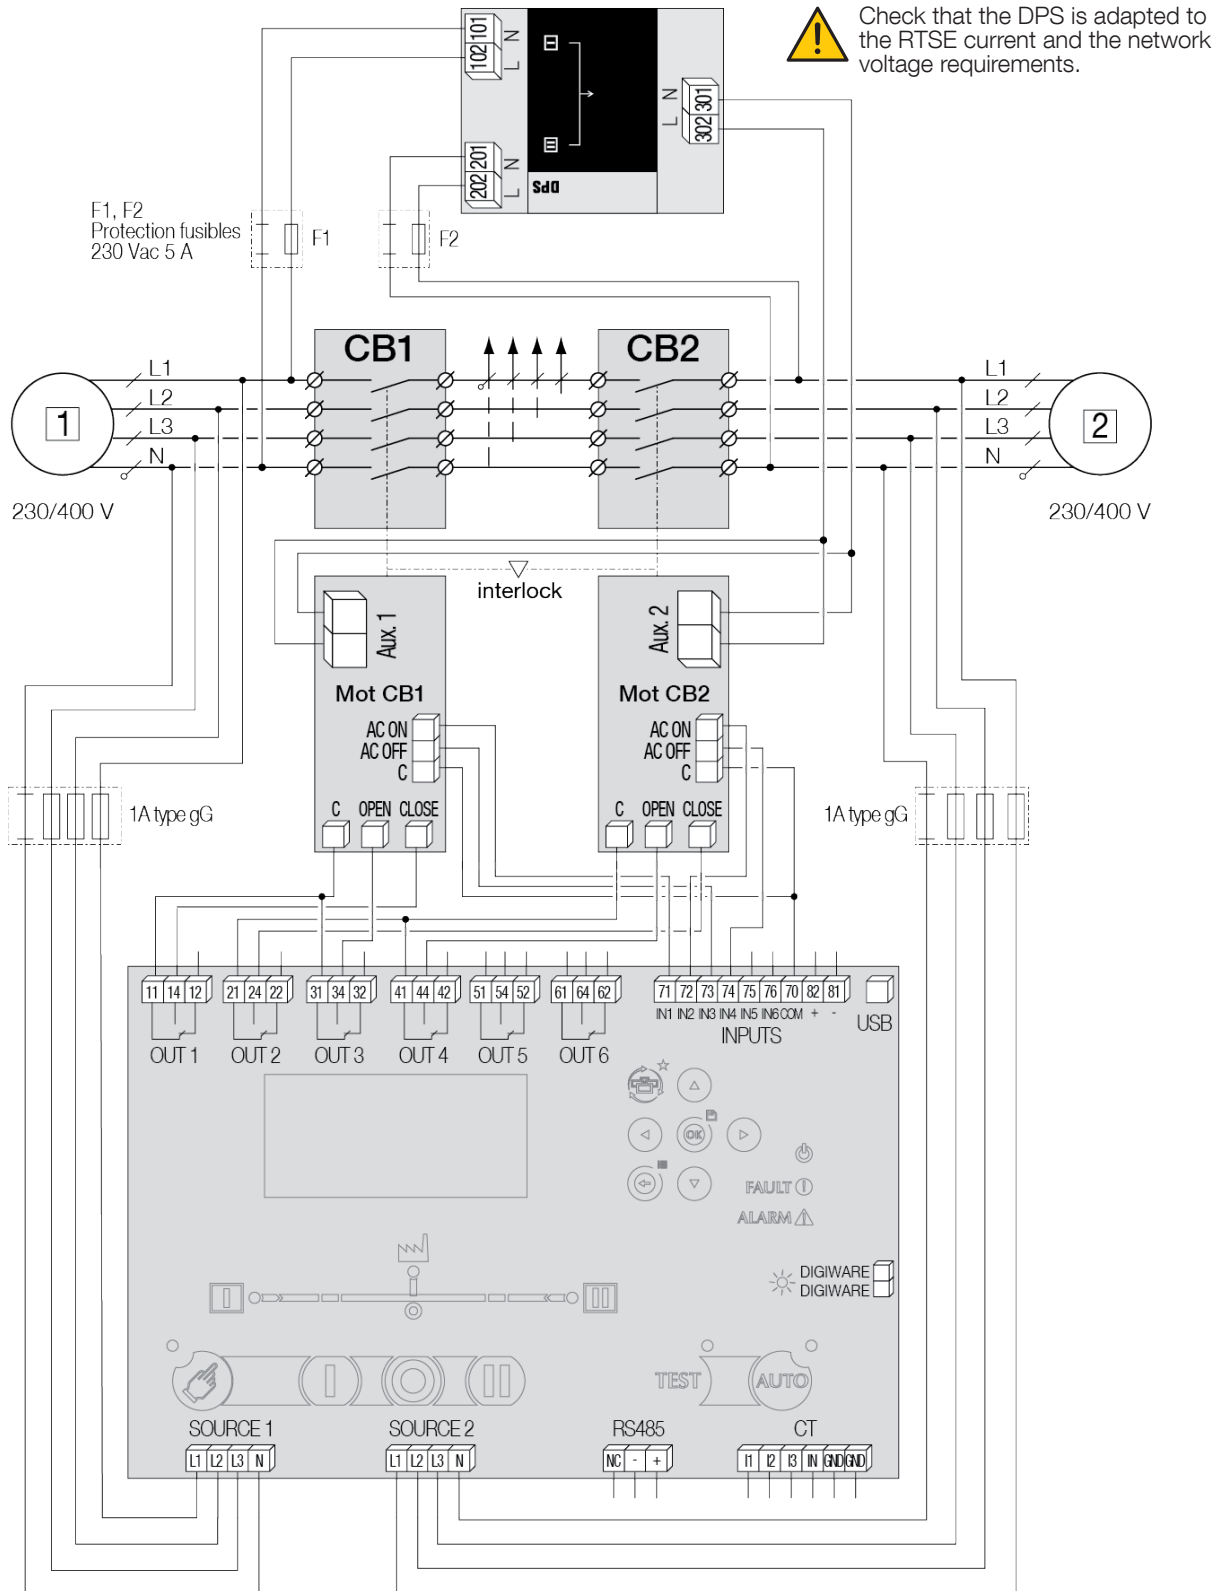 Check that the DPS is adapted to
the RTSE current and the network
voltage requirements.
101 N
102 L
201 N
202 L
N 301
L 302
DPS
F1, F2
Protection fusibles
230 Vac 5 A
F1
F2
CB1
CB2
L1
L2
L3
N
1
230/400 V
L1
L2
L3
N
2
230/400 V
interlock
Aux. 1
Mot CB1
AC ON
AC OFF
C
C OPEN CLOSE
Aux. 2
Mot CB2
AC ON
AC OFF
C
C OPEN CLOSE
1A type gG
1A type gG
11 14 12
OUT 1
21 24 22
OUT 2
31 34 32
OUT 3
41 44 42
OUT 4
51 54 52
OUT 5
61 64 62
OUT 6
71 72 73 74 75 76 70 82 81
IN1 IN2 IN3 IN4 IN5 IN6 COM + -
INPUTS
USB
OK
FAULT
ALARM
DIGIWARE
DIGIWARE
I
II
I
II
TEST
AUTO
SOURCE 1
L1 L2 L3 N
SOURCE 2
L1 L2 L3 N
RS485
NC - +
CT
I1 I2 I3 IN GND GND